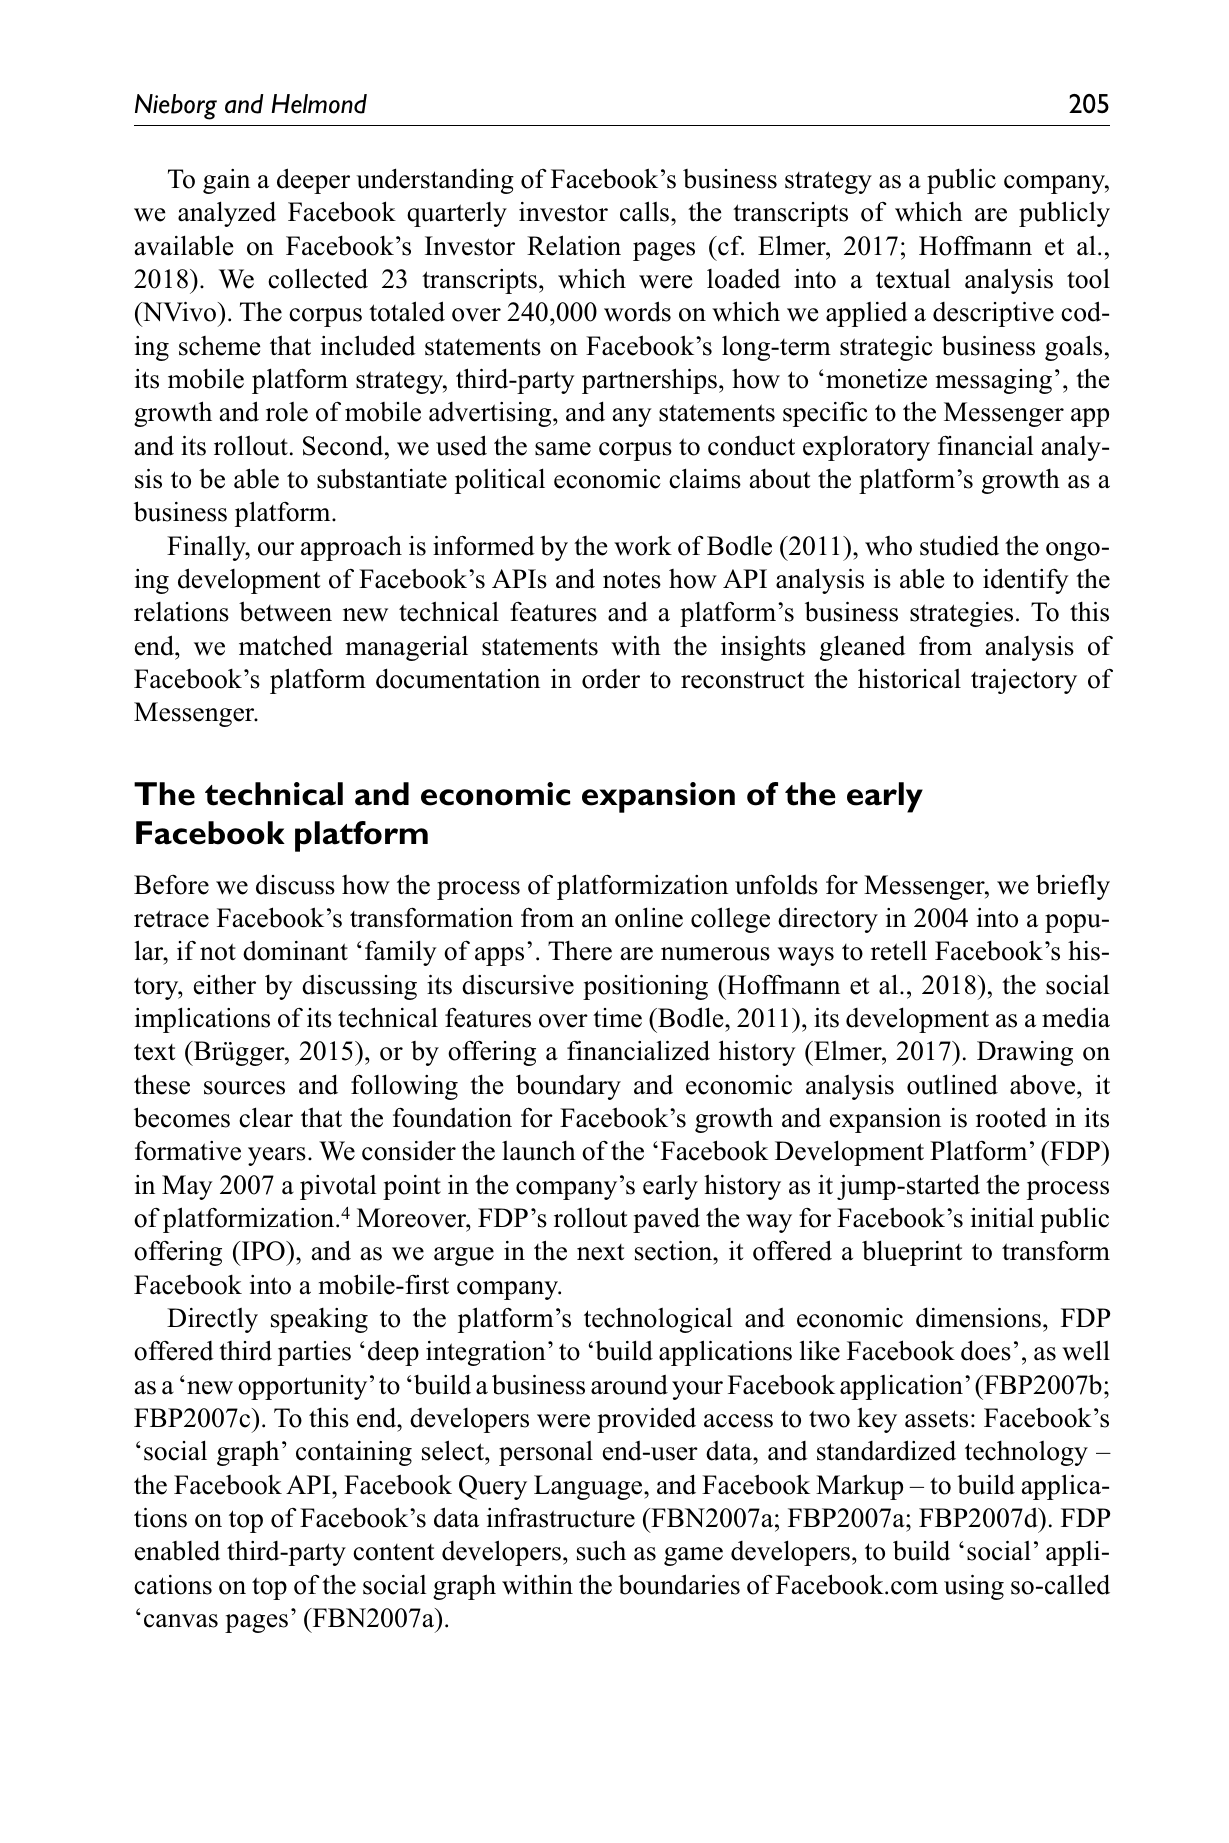 Nieborg and Helmond 205
To gain a deeper understanding of Facebook’s business strategy as a public company,
we analyzed Facebook quarterly investor calls, the transcripts of which are publicly
available on Facebook’s Investor Relation pages (cf. Elmer, 2017; Hoffmann et al.,
2018). We collected 23 transcripts, which were loaded into a textual analysis tool
(NVivo). The corpus totaled over 240,000 words on which we applied a descriptive cod-
ing scheme that included statements on Facebook’s long-term strategic business goals,
its mobile platform strategy, third-party partnerships, how to ‘monetize messaging’, the
growth and role of mobile advertising, and any statements specific to the Messenger app
and its rollout. Second, we used the same corpus to conduct exploratory financial analy-
sis to be able to substantiate political economic claims about the platform’s growth as a
business platform.
Finally, our approach is informed by the work of Bodle (2011), who studied the ongo-
ing development of Facebook’s APIs and notes how API analysis is able to identify the
relations between new technical features and a platform’s business strategies. To this
end, we matched managerial statements with the insights gleaned from analysis of
Facebook’s platform documentation in order to reconstruct the historical trajectory of
Messenger.
The technical and economic expansion of the early
Facebook platform
Before we discuss how the process of platformization unfolds for Messenger, we briefly
retrace Facebook’s transformation from an online college directory in 2004 into a popu-
lar, if not dominant ‘family of apps’. There are numerous ways to retell Facebook’s his-
tory, either by discussing its discursive positioning (Hoffmann et al., 2018), the social
implications of its technical features over time (Bodle, 2011), its development as a media
text (Brügger, 2015), or by offering a financialized history (Elmer, 2017). Drawing on
these sources and following the boundary and economic analysis outlined above, it
becomes clear that the foundation for Facebook’s growth and expansion is rooted in its
formative years. We consider the launch of the ‘Facebook Development Platform’ (FDP)
in May 2007 a pivotal point in the company’s early history as it jump-started the process
of platformization.4 Moreover, FDP’s rollout paved the way for Facebook’s initial public
offering (IPO), and as we argue in the next section, it offered a blueprint to transform
Facebook into a mobile-first company.
Directly speaking to the platform’s technological and economic dimensions, FDP
offered third parties ‘deep integration’ to ‘build applications like Facebook does’, as well
as a ‘new opportunity’ to ‘build a business around your Facebook application’ (FBP2007b;
FBP2007c). To this end, developers were provided access to two key assets: Facebook’s
‘social graph’ containing select, personal end-user data, and standardized technology –
the Facebook API, Facebook Query Language, and Facebook Markup – to build applica-
tions on top of Facebook’s data infrastructure (FBN2007a; FBP2007a; FBP2007d). FDP
enabled third-party content developers, such as game developers, to build ‘social’ appli-
cations on top of the social graph within the boundaries of Facebook.com using so-called
‘canvas pages’ (FBN2007a).